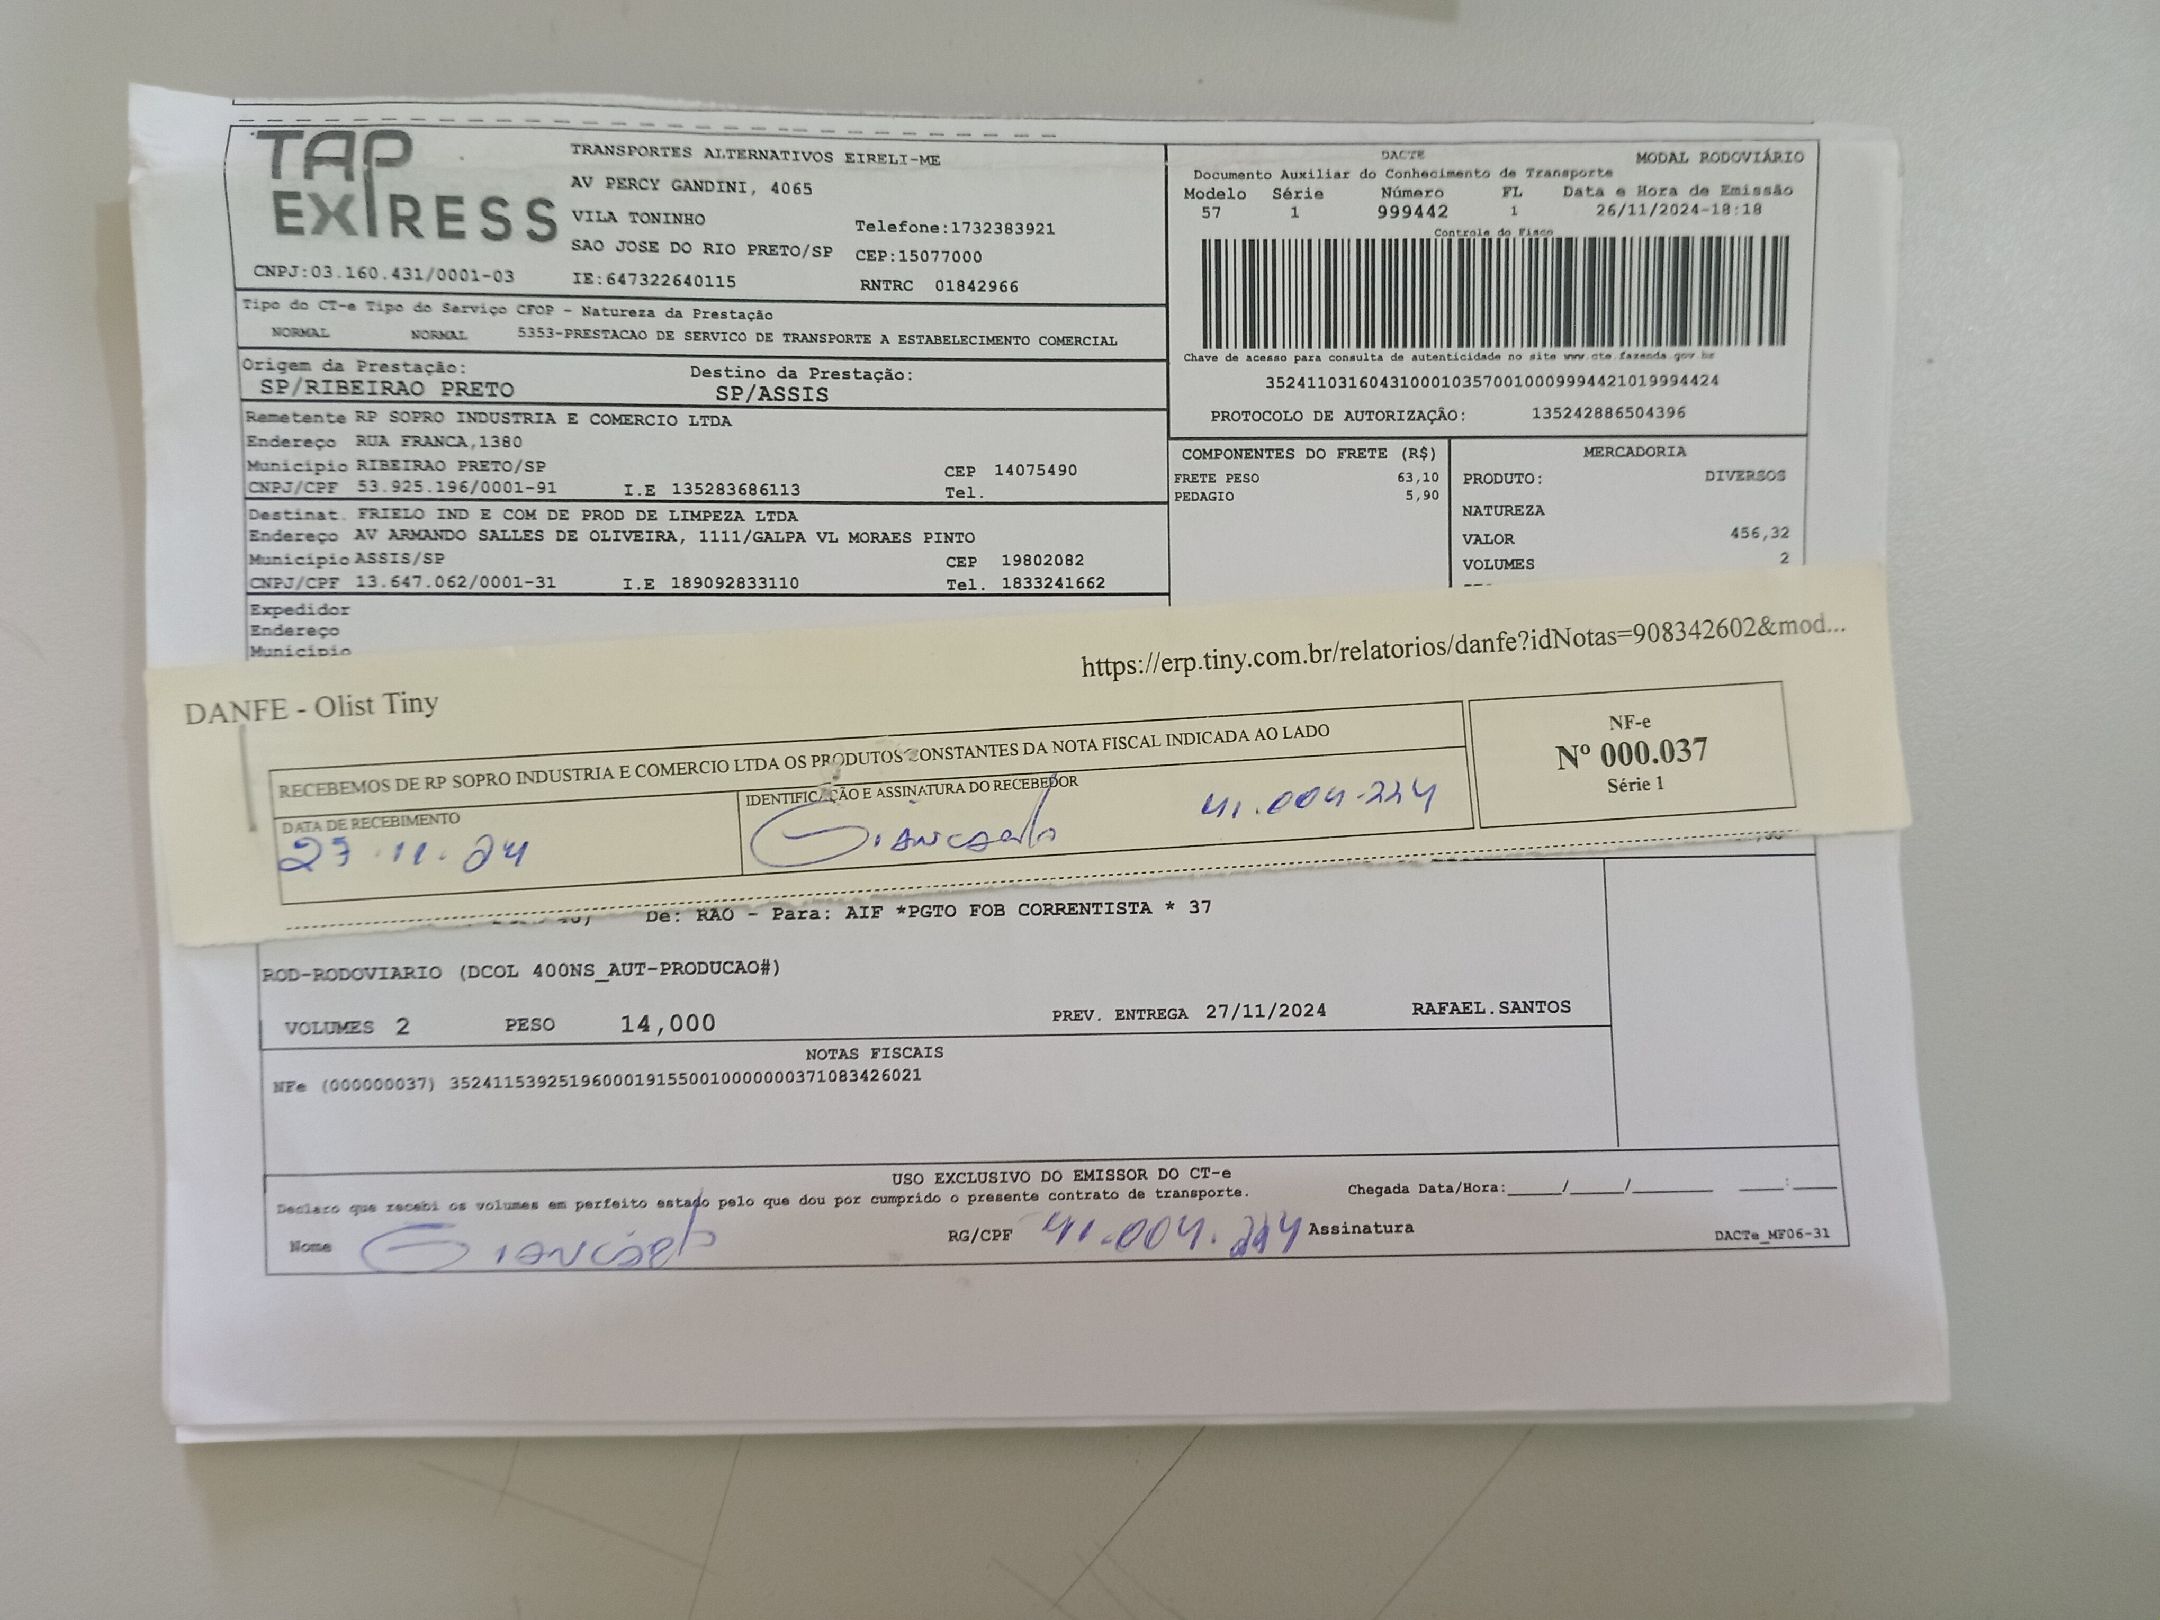 TAP EXPRESS
TRANSPORTES ALTERNATIVOS EIRELI-ME
AV PERCY GANDINI, 4065
VILA TONINHO
Telefone:1732383921
SAO JOSE DO RIO PRETO/SP CEP:15077000
CNPJ:03.160.431/0001-03 IE:647322640115 RNTRC 01842966
DACTE MODAL RODOVIÁRIO
Documento Auxiliar do Conhecimento de Transporte
Modelo Série Número FL Data e Hora de Emissão
57 1 999442 1 26/11/2024-18:18
Controle do Fisco
Chave de acesso para consulta de autenticidade no site www.cte.fazenda.gov.br
35241103160431000103570010009994421019994424
PROTOCOLO DE AUTORIZAÇÃO: 135242886504396
Tipo do CT-e Tipo do Serviço CFOP - Natureza da Prestação
NORMAL NORMAL 5353-PRESTACAO DE SERVICO DE TRANSPORTE A ESTABELECIMENTO COMERCIAL
Origem da Prestação: Destino da Prestação:
SP/RIBEIRAO PRETO SP/ASSIS
Remetente RP SOPRO INDUSTRIA E COMERCIO LTDA
Endereço RUA FRANCA,1380
Município RIBEIRAO PRETO/SP CEP 14075490
CNPJ/CPF 53.925.196/0001-91 I.E 135283686113 Tel.
Destinat. FRIELO IND E COM DE PROD DE LIMPEZA LTDA
Endereço AV ARMANDO SALLES DE OLIVEIRA, 1111/GALPA VL MORAES PINTO
Município ASSIS/SP CEP 19802082
CNPJ/CPF 13.647.062/0001-31 I.E 189092833110 Tel. 1833241662
Expedidor
Endereço
Município
COMPONENTES DO FRETE (R$)
FRETE PESO 63,10
PEDAGIO 5,90
MERCADORIA
PRODUTO: DIVERSOS
NATUREZA
VALOR 456,32
VOLUMES 2
DANFE - Olist Tiny
https://erp.tiny.com.br/relatorios/danfe?idNotas=908342602&mod...
RECEBEMOS DE RP SOPRO INDUSTRIA E COMERCIO LTDA OS PRODUTOS CONSTANTES DA NOTA FISCAL INDICADA AO LADO
DATA DE RECEBIMENTO
27.11.24
IDENTIFICAÇÃO E ASSINATURA DO RECEBEDOR
Giancarlo 41.004.224
NF-e
Nº 000.037
Série 1
De: RAO - Para: AIF *PGTO FOB CORRENTISTA * 37
ROD-RODOVIARIO (DCOL 400NS_AUT-PRODUCAO#)
VOLUMES 2 PESO 14,000 PREV. ENTREGA 27/11/2024 RAFAEL.SANTOS
NOTAS FISCAIS
NFe (000000037) 35241153925196000191550010000000371083426021
USO EXCLUSIVO DO EMISSOR DO CT-e
Declaro que recebi os volumes em perfeito estado pelo que dou por cumprido o presente contrato de transporte. Chegada Data/Hora:_____/_____/_______ ____:____
Nome Giancarlo RG/CPF 41.004.224 Assinatura DACTe_MF06-31